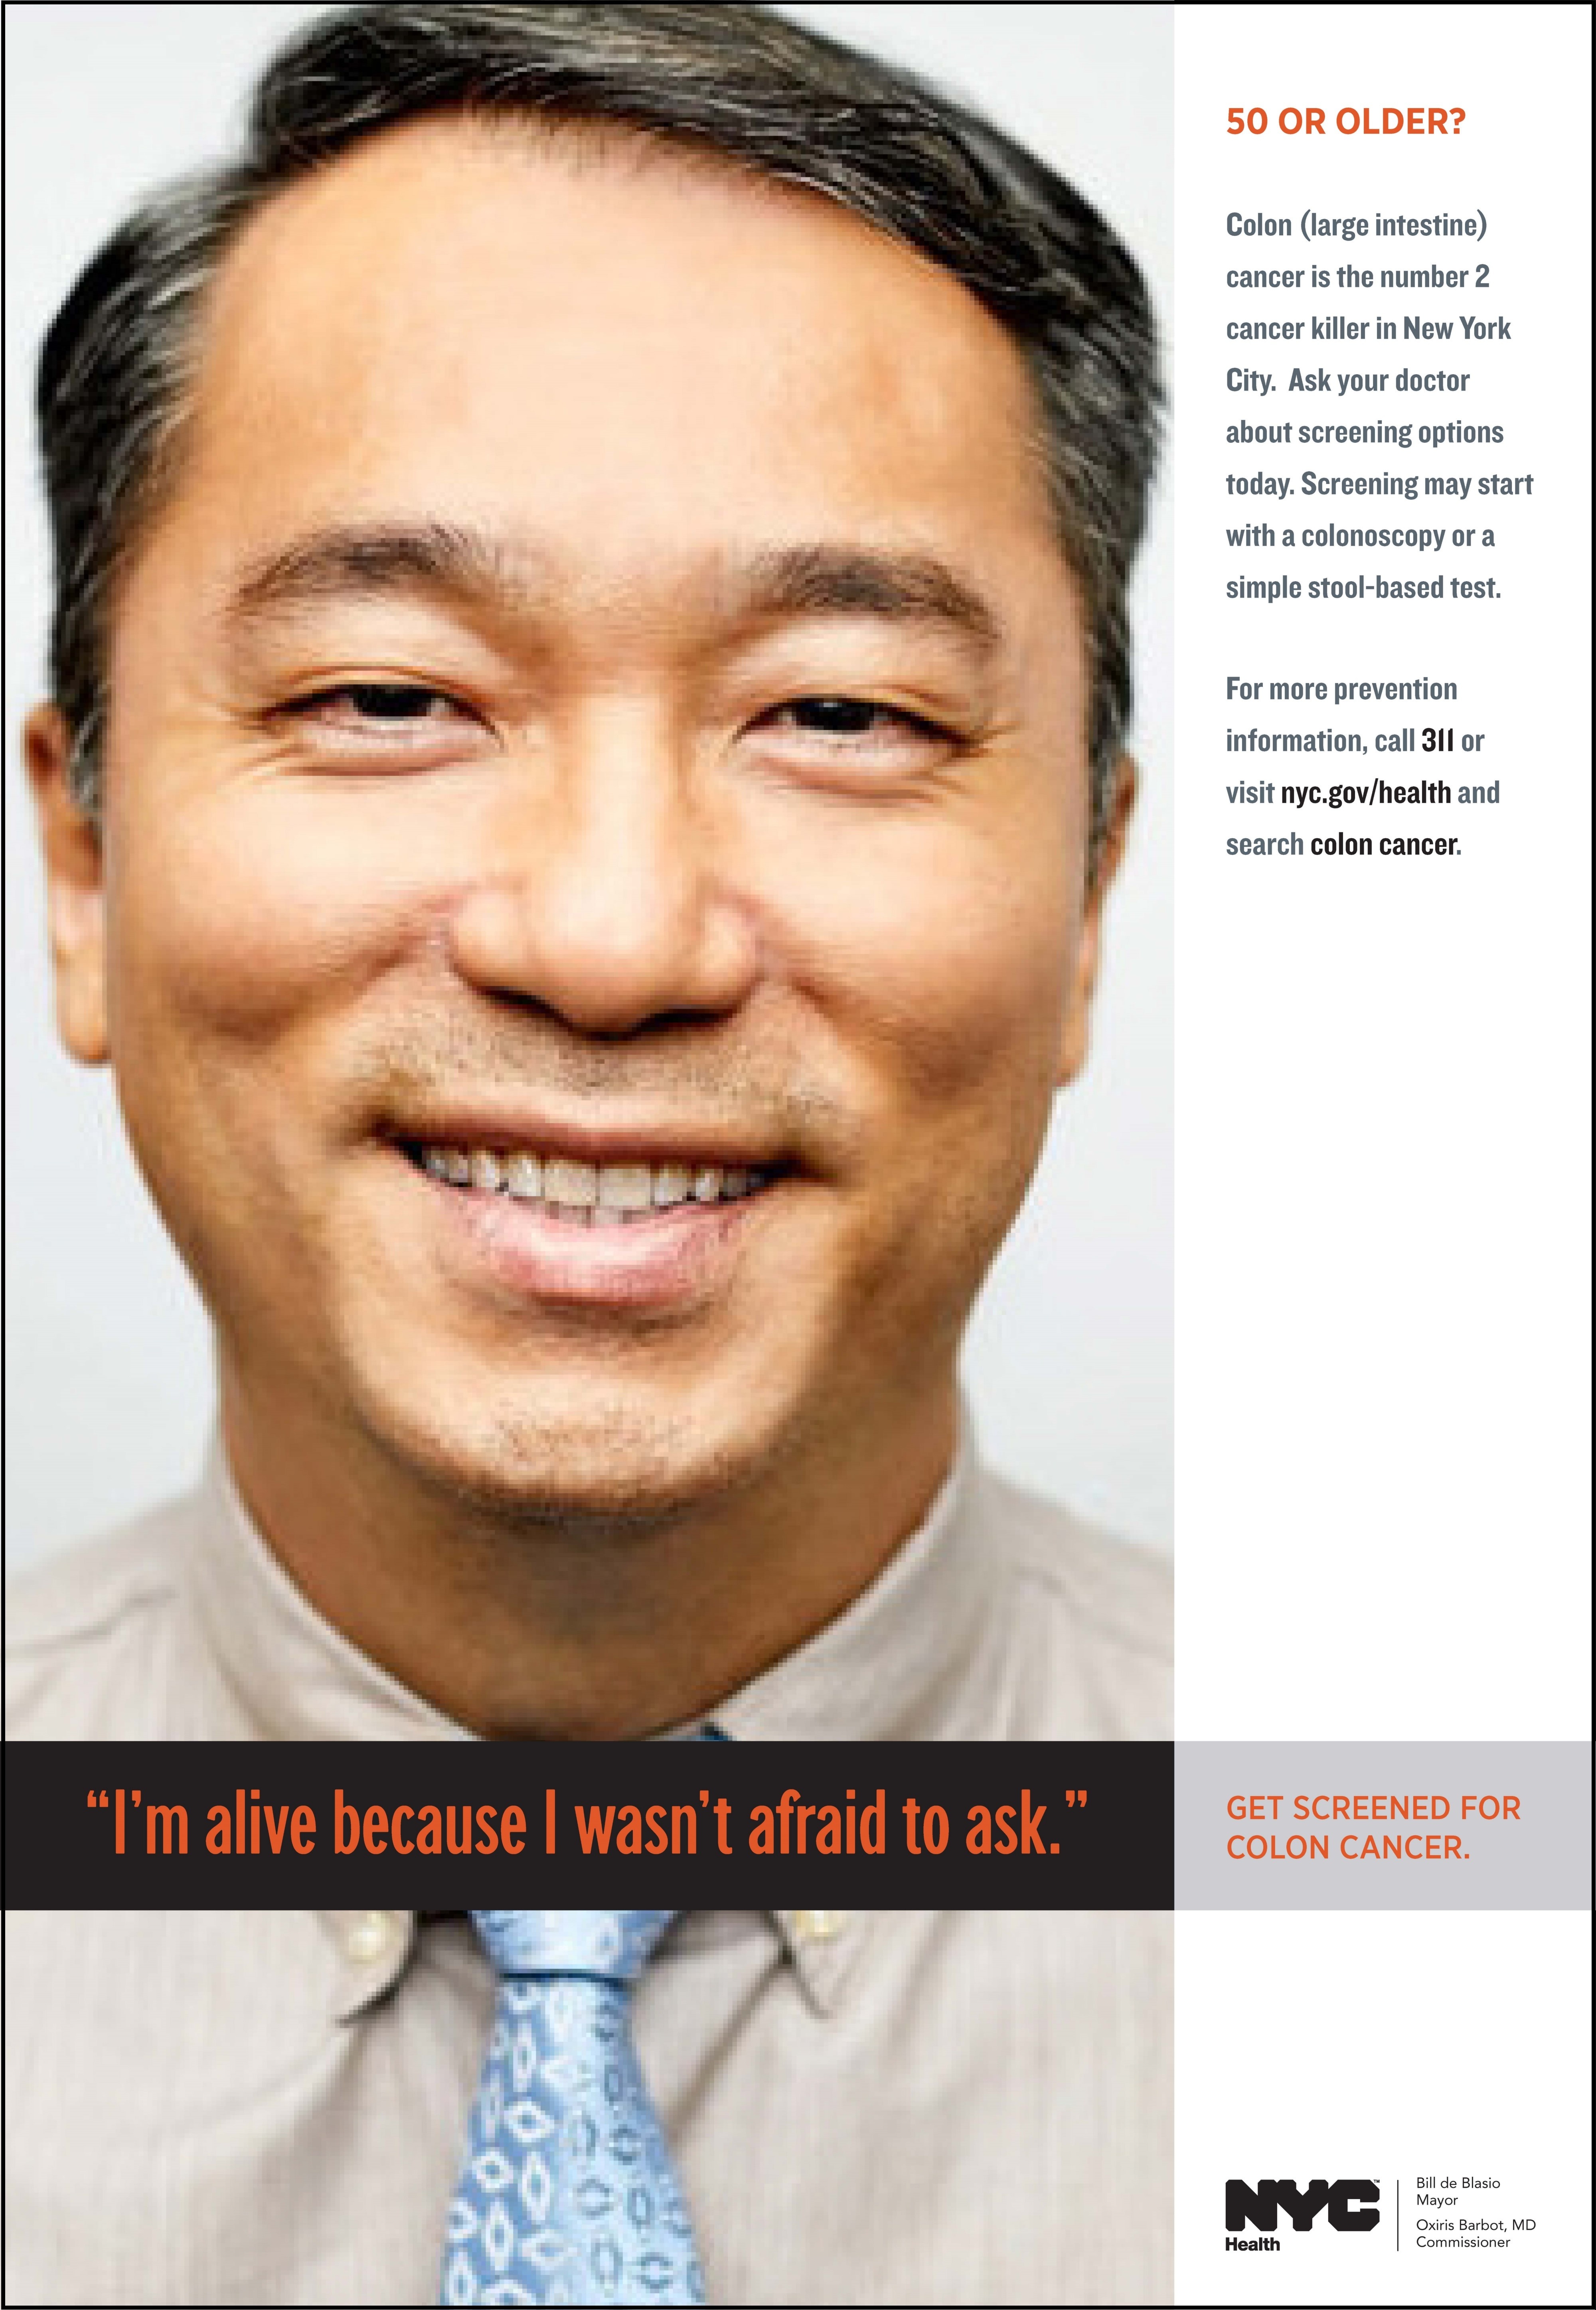 50 OR OLDER?
Colon (large intestine)
cancer is the number 2
cancer killer in New York
City.  Ask your doctor
about screening options
today. Screening may start
with a colonoscopy or a
simple stool-based test.
For more prevention
information, call 311 or
visit nyc.gov/health and
search colon cancer.
“I’m alive because I wasn’t afraid to ask.”
GET SCREENED FOR
COLON CANCER.
NYC™
Health
Bill de Blasio
Mayor
Oxiris Barbot, MD
Commissioner